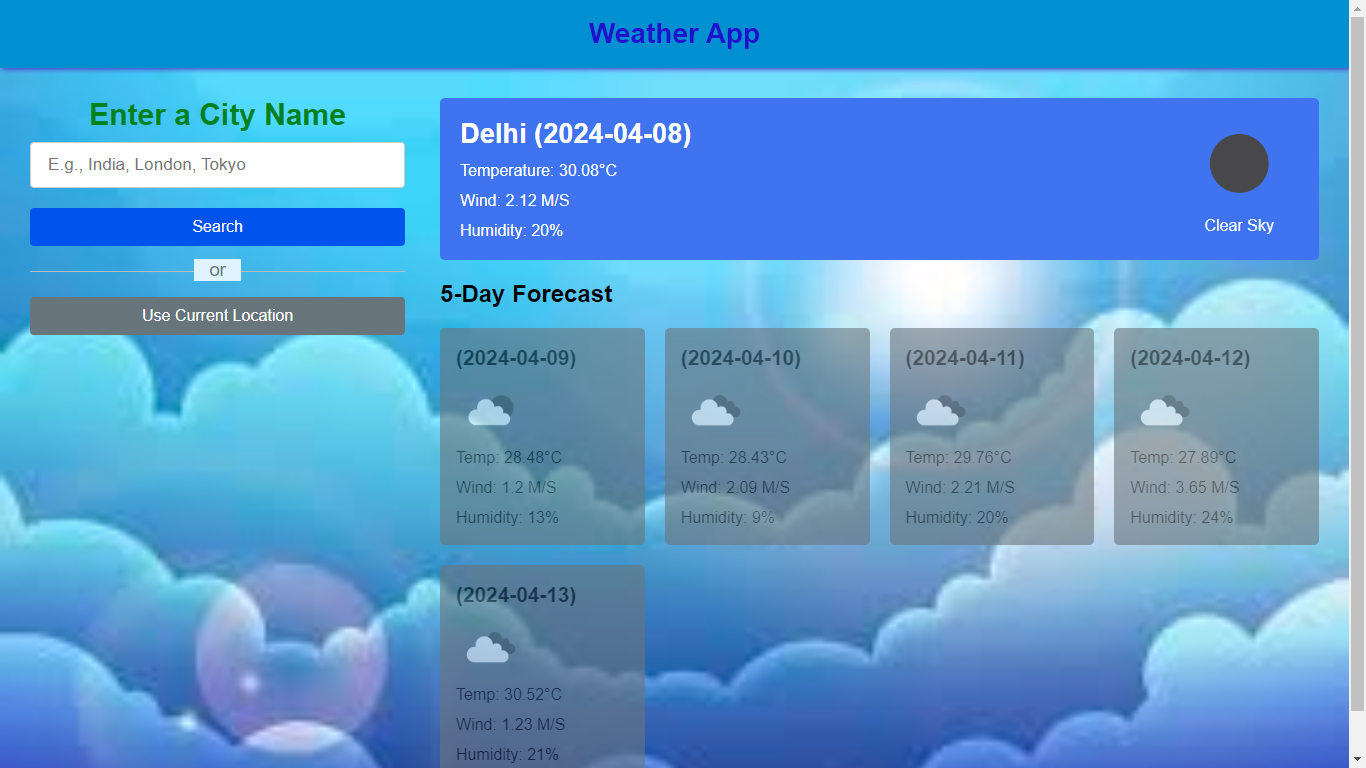 Weather App
Enter a City Name
E.g., India, London, Tokyo
Search
or
Use Current Location
Delhi (2024-04-08)
Temperature: 30.08°C
Wind: 2.12 M/S
Humidity: 20%
Clear Sky
5-Day Forecast
(2024-04-09)
Temp: 28.48°C
Wind: 1.2 M/S
Humidity: 13%
(2024-04-10)
Temp: 28.43°C
Wind: 2.09 M/S
Humidity: 9%
(2024-04-11)
Temp: 29.76°C
Wind: 2.21 M/S
Humidity: 20%
(2024-04-12)
Temp: 27.89°C
Wind: 3.65 M/S
Humidity: 24%
(2024-04-13)
Temp: 30.52°C
Wind: 1.23 M/S
Humidity: 21%